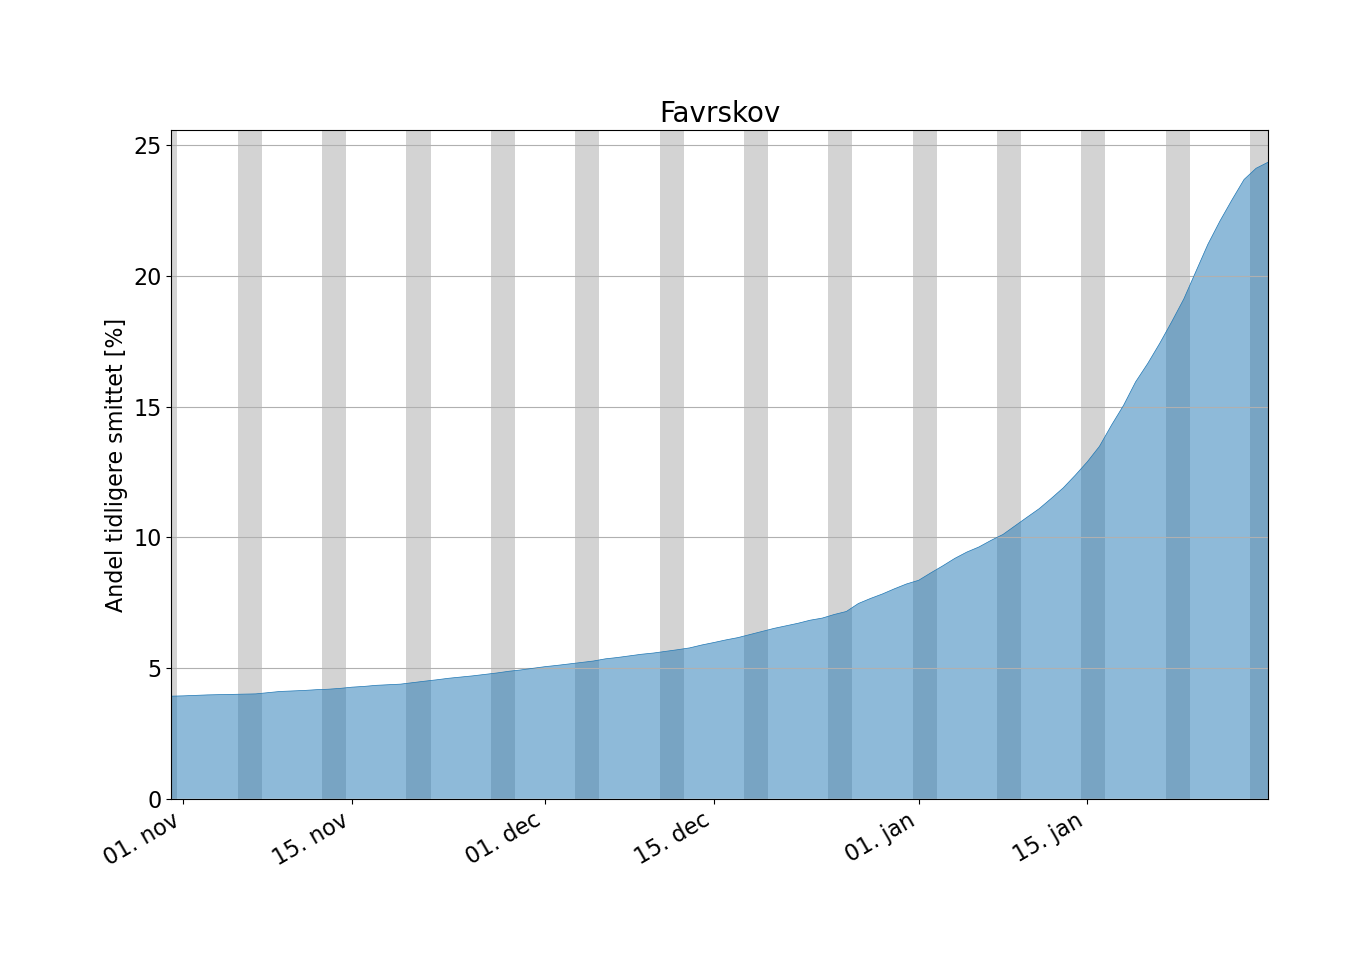 Favrskov
Andel tidligere smittet [%]
25
20
15
10
5
0
01. nov
15. nov
01. dec
15. dec
01. jan
15. jan